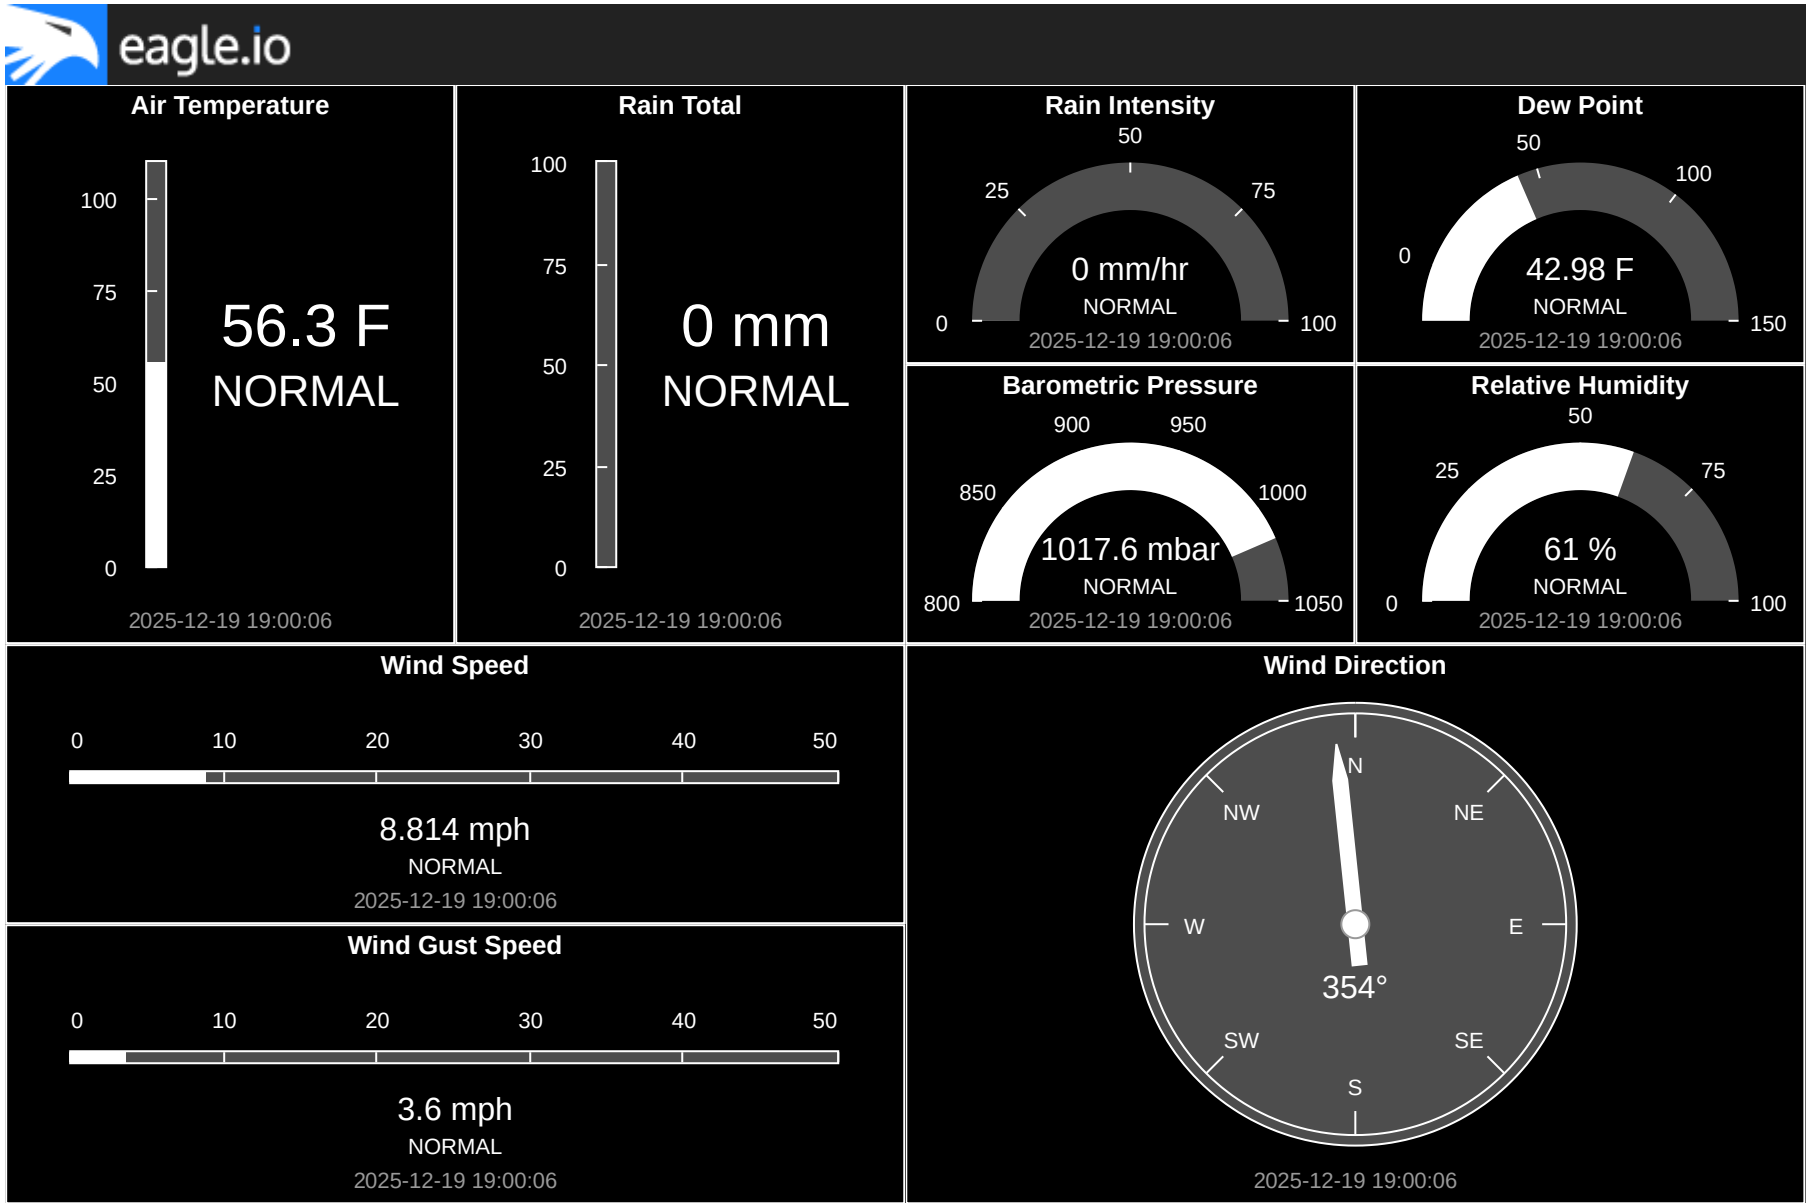 eagle.io
Air Temperature
100
75
50
25
0
56.3 F
NORMAL
2025-12-19 19:00:06
Rain Total
100
75
50
25
0
0 mm
NORMAL
2025-12-19 19:00:06
Rain Intensity
0
25
50
75
100
0 mm/hr
NORMAL
2025-12-19 19:00:06
Dew Point
0
50
100
150
42.98 F
NORMAL
2025-12-19 19:00:06
Barometric Pressure
800
850
900
950
1000
1050
1017.6 mbar
NORMAL
2025-12-19 19:00:06
Relative Humidity
0
25
50
75
100
61 %
NORMAL
2025-12-19 19:00:06
Wind Speed
0 10 20 30 40 50
8.814 mph
NORMAL
2025-12-19 19:00:06
Wind Gust Speed
0 10 20 30 40 50
3.6 mph
NORMAL
2025-12-19 19:00:06
Wind Direction
N
NW NE
W E
354°
SW SE
S
2025-12-19 19:00:06